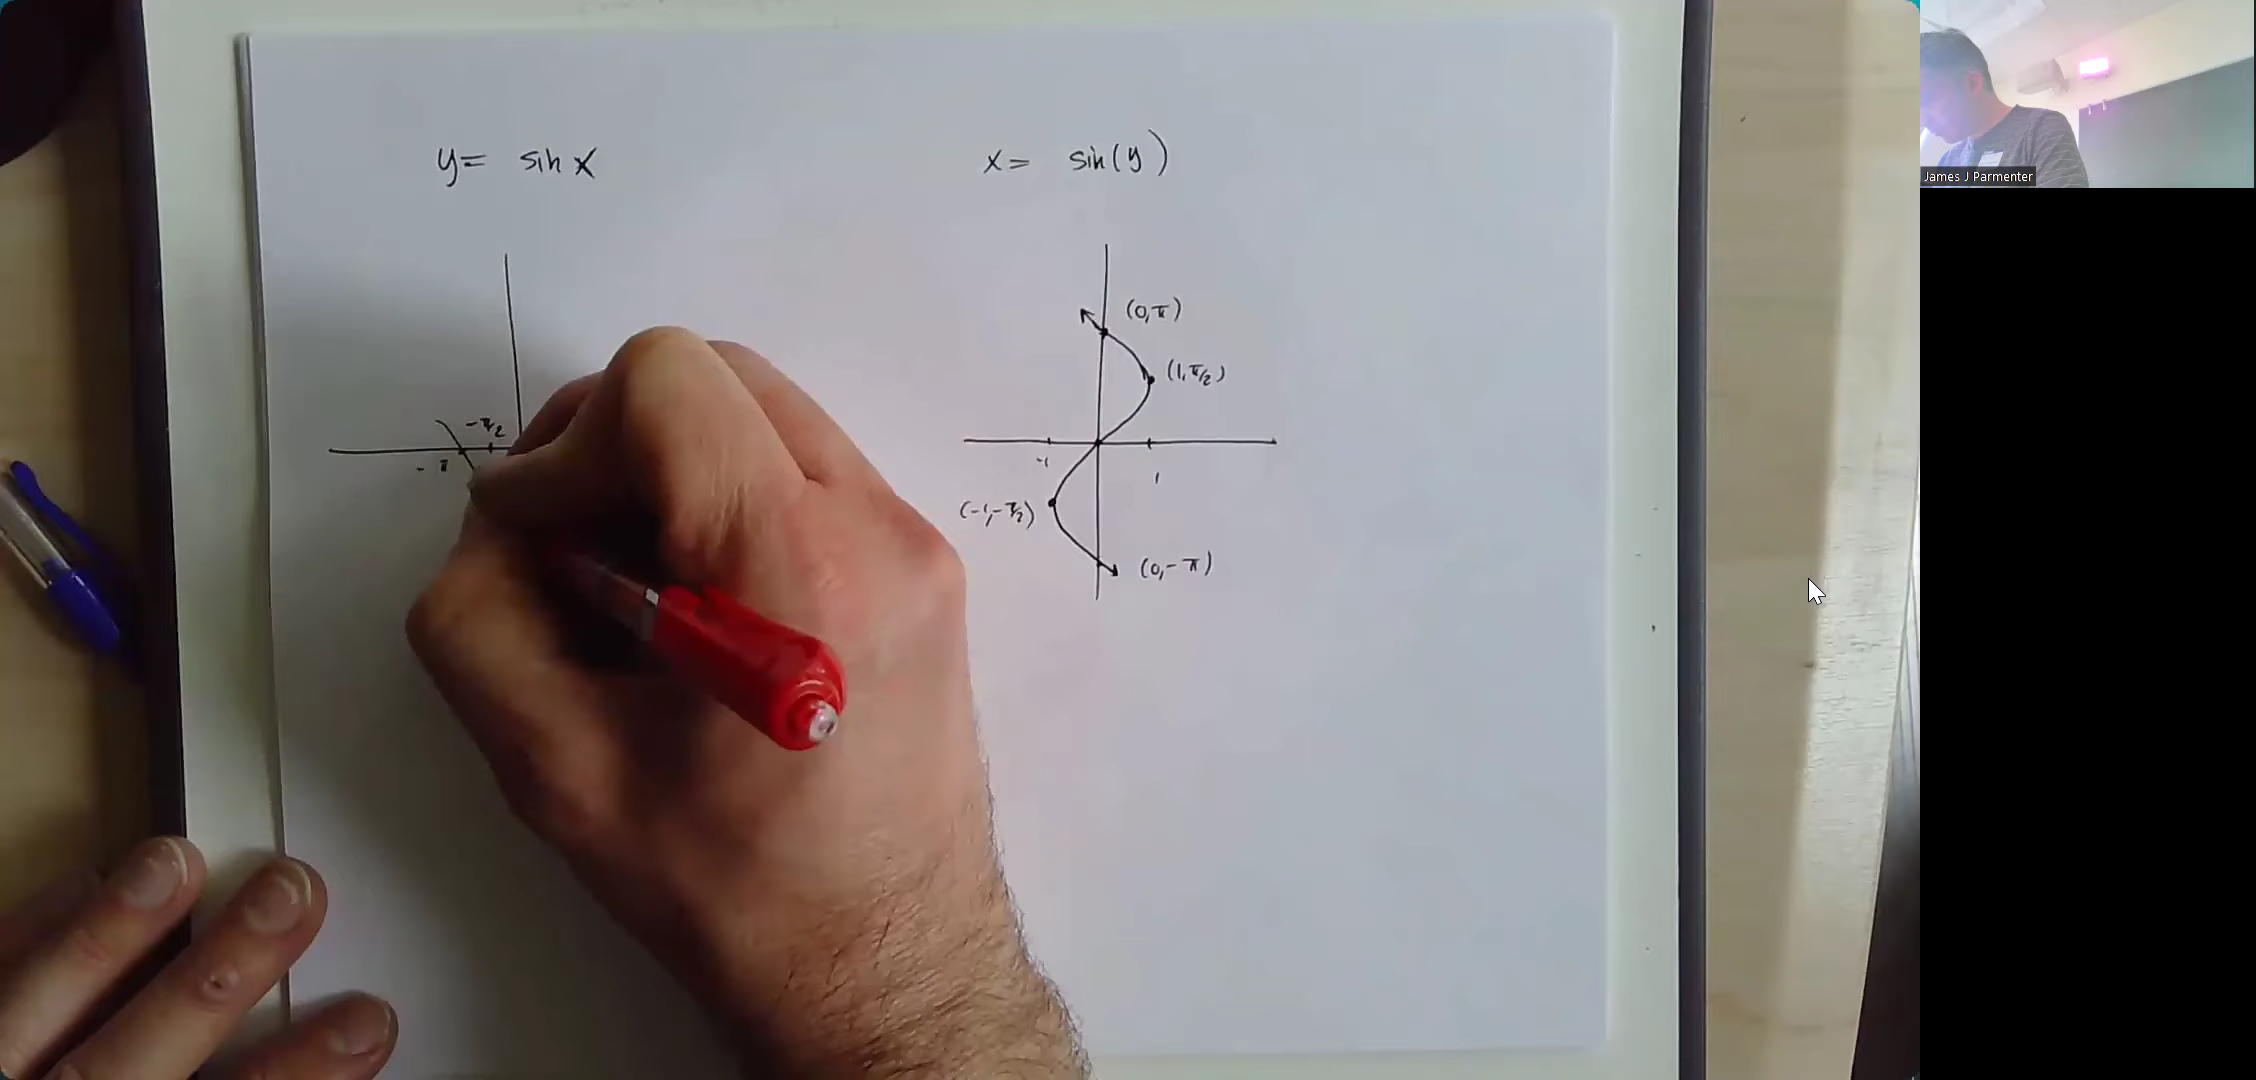 y= sin x
x= sin(y)
-π/2
-π
(0,π)
(1,π/2)
-1
1
(-1,-π/2)
(0,-π)
James J Parmenter